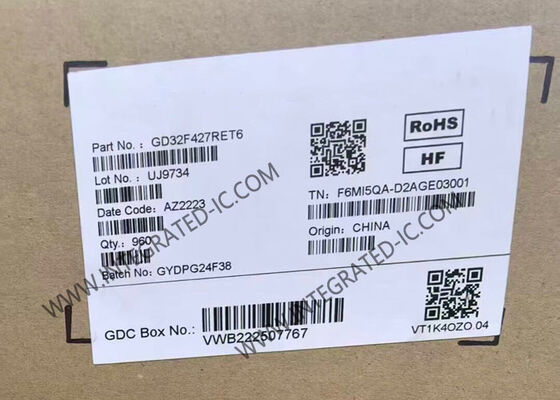 Part No. : GD32F427RET6
Lot No. : UJ9734
Date Code: AZ2223
Qty.: 960
Batch No: GYDPG24F38
RoHS
HF
TN: F6MI5QA-D2AGE03001
Origin: CHINA
GDC Box No.:
VWB222507767
VT1K4OZO.04
WWW.INTEGRATED-IC.COM
WWW.INTEGRATED-IC.COM